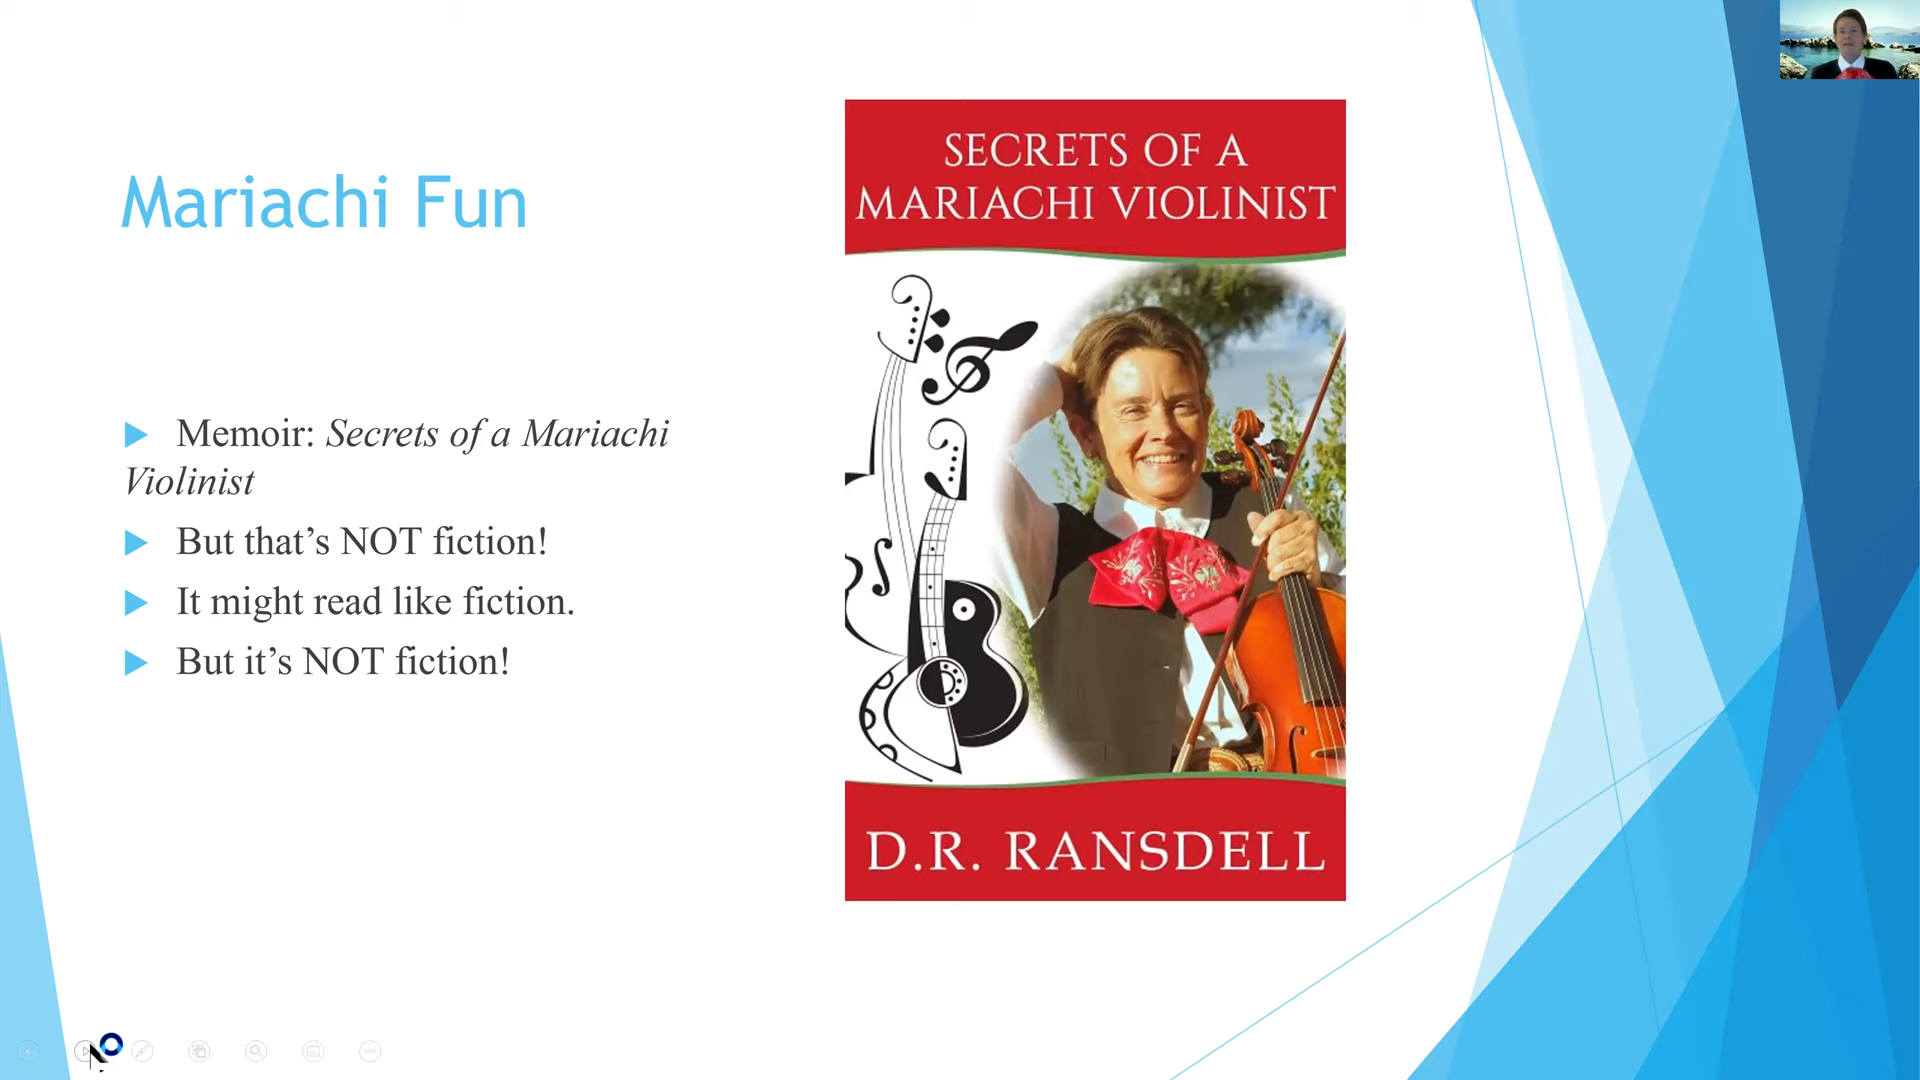 Mariachi Fun
Memoir: Secrets of a Mariachi
Violinist
But that’s NOT fiction!
It might read like fiction.
But it’s NOT fiction!
SECRETS OF A
MARIACHI VIOLINIST
D.R. RANSDELL